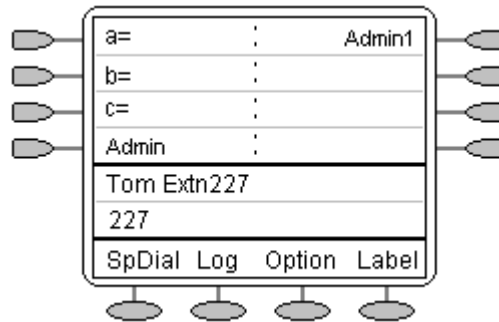 a= : Admin1
b= :
c= :
Admin :
Tom Extn227
227
SpDial Log Option Label